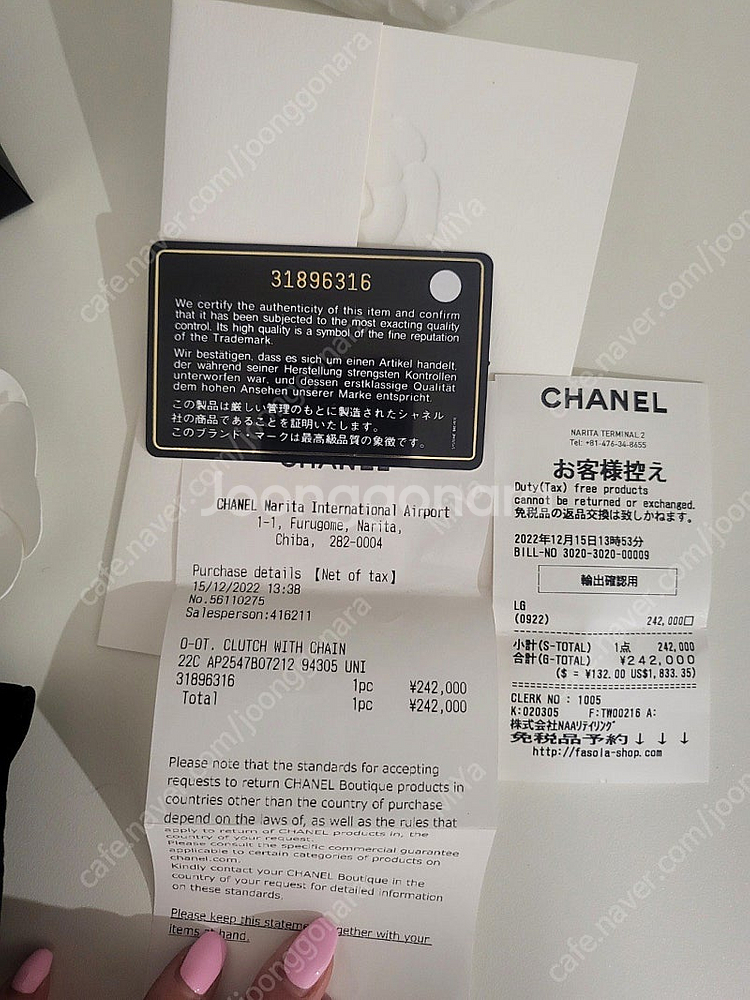 31896316
We certify the authenticity of this item and confirm
that it has been subjected to the most exacting quality
control. Its high quality is a symbol of the fine reputation
of the Trademark.
Wir bestätigen, dass es sich um einen Artikel handelt,
der während seiner Herstellung strengsten Kontrollen
unterworfen war, und dessen erstklassige Qualität
dem hohen Ansehen unserer Marke entspricht.
この製品は厳しい管理のもとに製造されたシャネル
社の商品であることを証明いたします。
このブランド・マークは最高級品質の象徴です。
CHANEL
CHANEL Narita International Airport
1-1, Furugome, Narita,
Chiba, 282-0004
Purchase details 【Net of tax】
15/12/2022 13:38
No.56110275
Salesperson:416211
O-OT. CLUTCH WITH CHAIN
22C AP2547B07212 94305 UNI
31896316 1pc ¥242,000
Total 1pc ¥242,000
Please note that the standards for accepting
requests to return CHANEL Boutique products in
countries other than the country of purchase
depend on the laws of, as well as the rules that
apply to return of CHANEL products in, the
country of your request.
Please consult the specific commercial guarantee
applicable to certain categories of products on
chanel.com.
Kindly contact your CHANEL Boutique in the
country of your request for detailed information
on these standards.
Please keep this statement together with your
items at hand.
CHANEL
NARITA TERMINAL 2
Tel: +81-476-34-8655
お客様控え
Duty(Tax) free products
cannot be returned or exchanged.
免税品の返品交換は致しかねます。
2022年12月15日13時53分
BILL-NO 3020-3020-00009
輸出確認用
LG
(0922) 242,000□
小計(S-TOTAL) 1点 242,000
合計(G-TOTAL) ¥242,000
($ = ¥132.00 US$1,833.35)
CLERK NO : 1005
K:020305 F:TW00216 A:
株式会社NAAリテイリング
免税品予約↓ ↓ ↓
http://fasola-shop.com
Joonggonara
cafe.naver.com/joonggonara